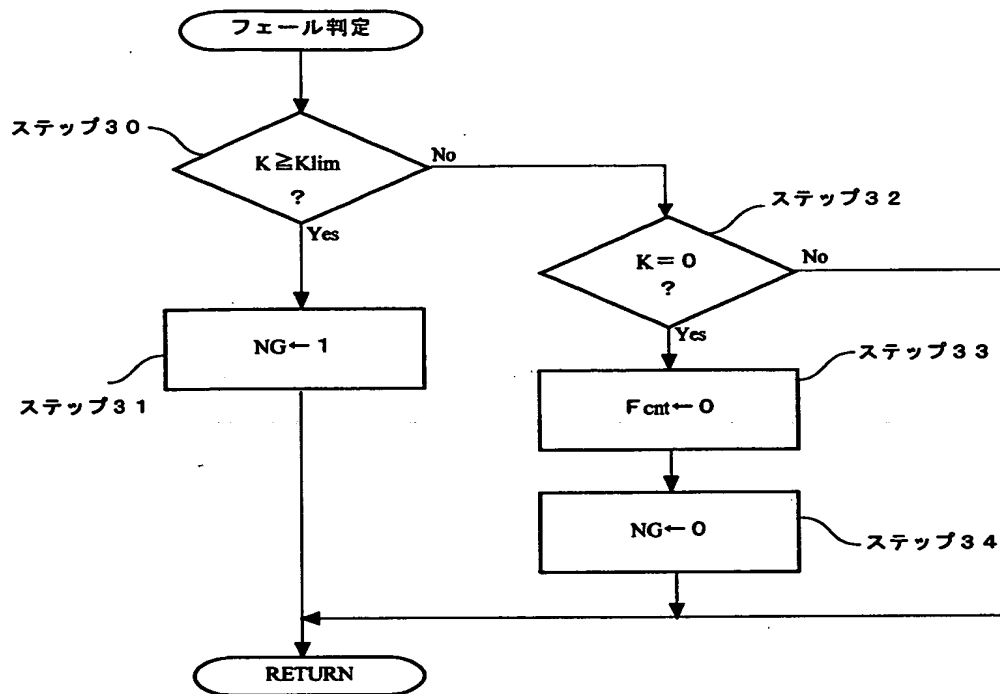 フェール判定
ステップ30
K≧Klim
?
No
Yes
ステップ32
K=0
?
No
Yes
NG←1
ステップ31
ステップ33
Fcnt←0
NG←0
ステップ34
RETURN